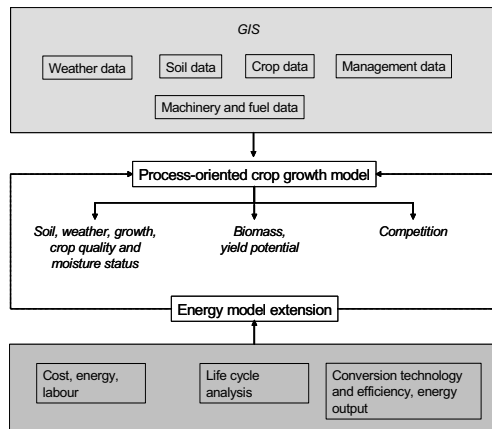 GIS
Weather data
Soil data
Crop data
Management data
Machinery and fuel data
Process-oriented crop growth model
Soil, weather, growth,
crop quality and
moisture status
Biomass,
yield potential
Competition
Energy model extension
Cost, energy,
labour
Life cycle
analysis
Conversion technology
and efficiency, energy
output